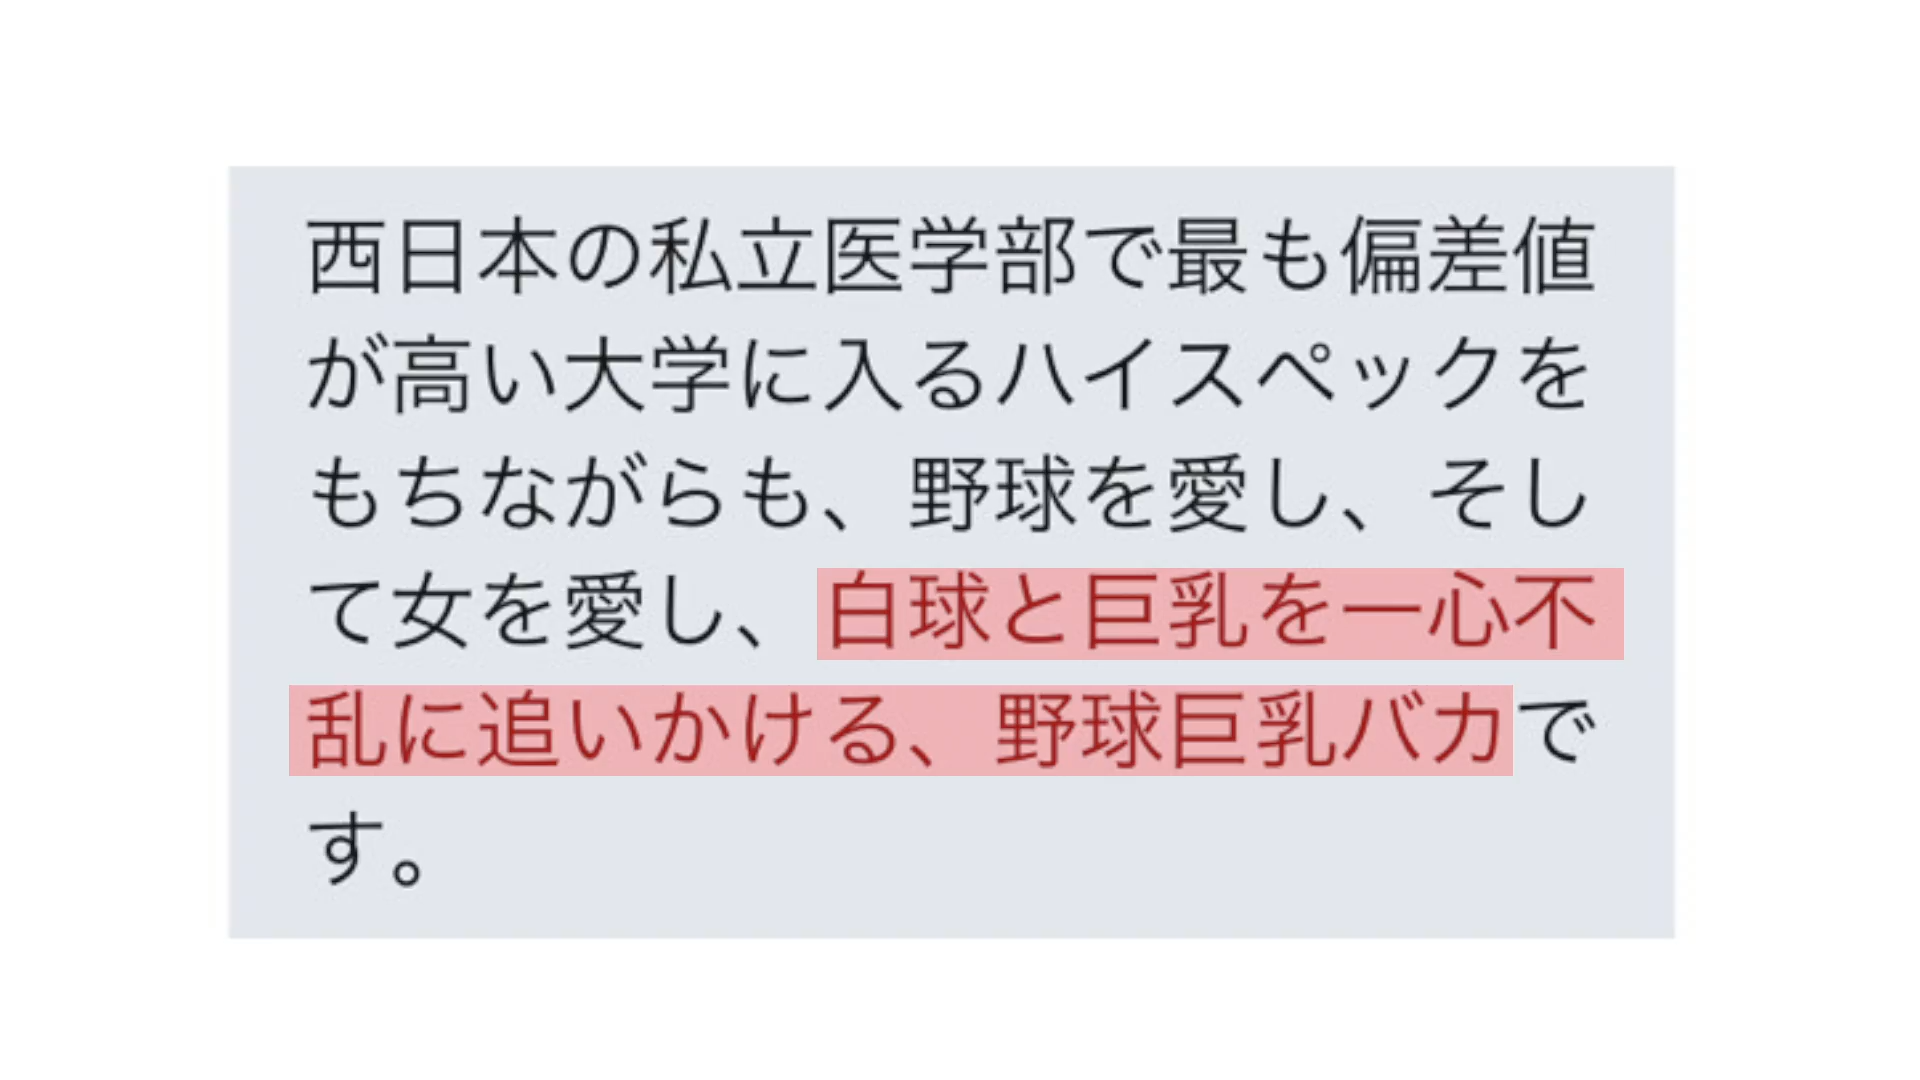 西日本の私立医学部で最も偏差値
が高い大学に入るハイスペックを
もちながらも、野球を愛し、そし
て女を愛し、白球と巨乳を一心不
乱に追いかける、野球巨乳バカで
す。